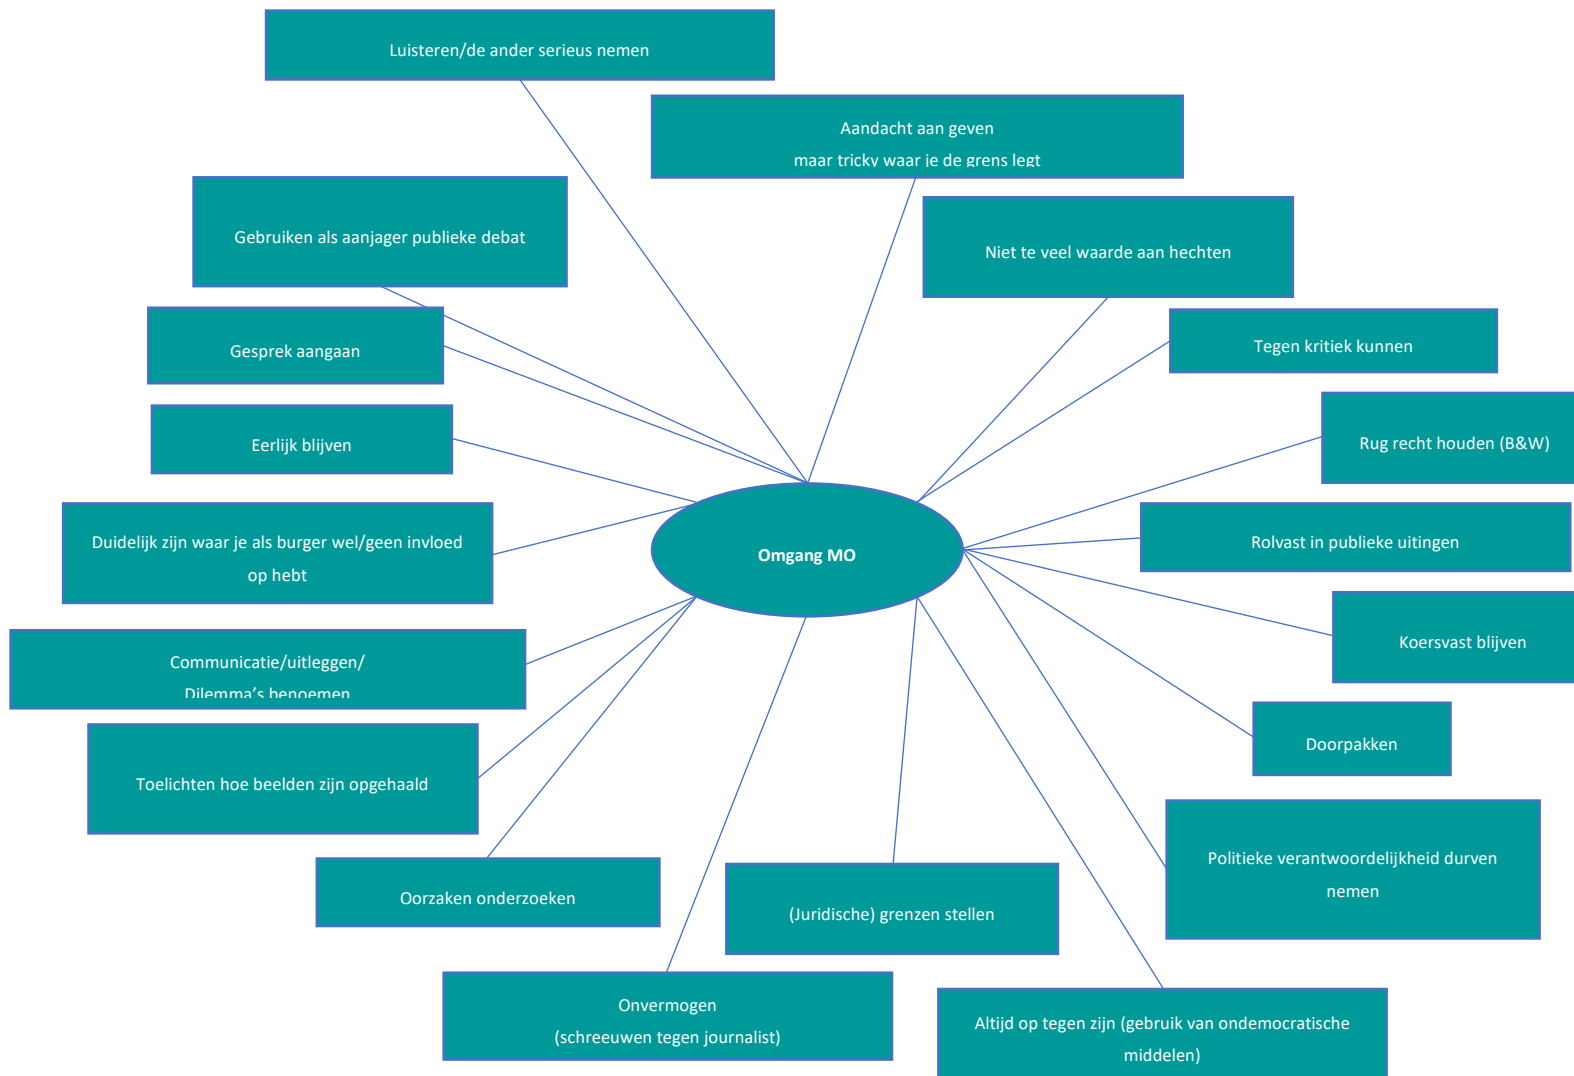 Luisteren/de ander serieus nemen
Aandacht aan geven
maar tricky waar je de grens legt
Gebruiken als aanjager publieke debat
Niet te veel waarde aan hechten
Gesprek aangaan
Tegen kritiek kunnen
Eerlijk blijven
Rug recht houden (B&W)
Duidelijk zijn waar je als burger wel/geen invloed
op hebt
Omgang MO
Rolvast in publieke uitingen
Communicatie/uitleggen/
Dilemma's benoemen
Koersvast blijven
Toelichten hoe beelden zijn opgehaald
Doorpakken
Oorzaken onderzoeken
(Juridische) grenzen stellen
Politieke verantwoordelijkheid durven
nemen
Onvermogen
(schreeuwen tegen journalist)
Altijd op tegen zijn (gebruik van ondemocratische
middelen)